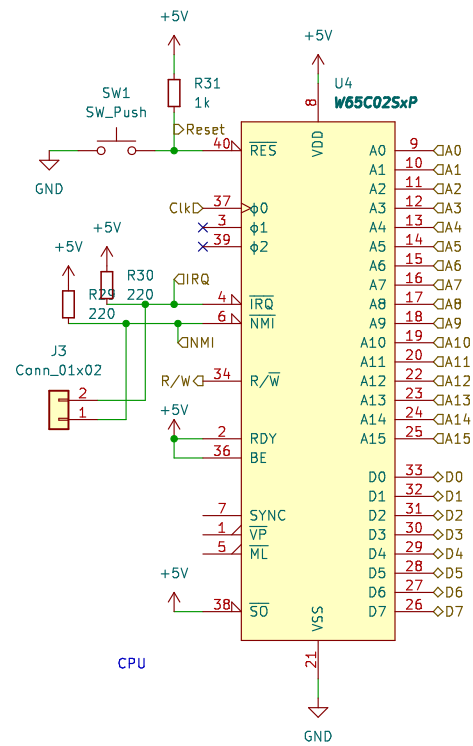 +5V
+5V
R31
1k
U4
W65C02SxP
SW1
SW_Push
Reset
GND
8
VDD
40
RES
Clk
37
ϕ0
3
ϕ1
39
ϕ2
+5V
+5V
R30
220
IRQ
R29
220
4
IRQ
6
NMI
NMI
J3
Conn_01x02
2
1
R/W
34
R/W
+5V
2
RDY
36
BE
7
SYNC
1
VP
5
ML
+5V
38
SO
A0
9
A0
A1
10
A1
A2
11
A2
A3
12
A3
A4
13
A4
A5
14
A5
A6
15
A6
A7
16
A7
A8
17
A8
A9
18
A9
A10
19
A10
A11
20
A11
A12
22
A12
A13
23
A13
A14
24
A14
A15
25
A15
D0
33
D0
D1
32
D1
D2
31
D2
D3
30
D3
D4
29
D4
D5
28
D5
D6
27
D6
D7
26
D7
VSS
21
CPU
GND